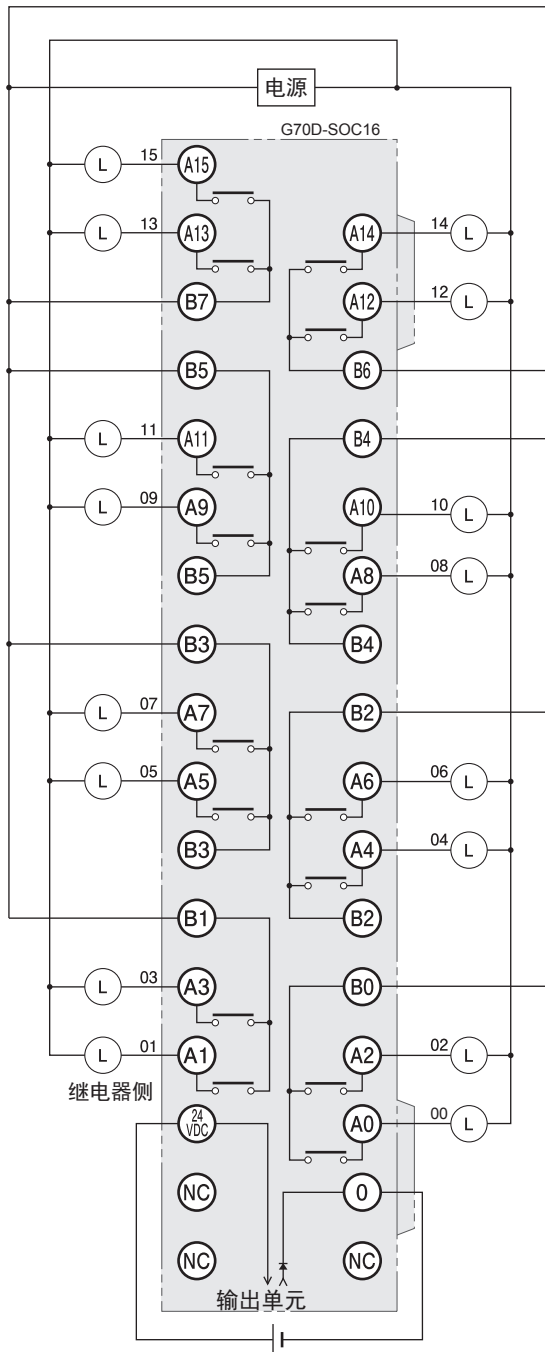 电源
G70D-SOC16
L 15 A15
L 13 A13 A14 14 L
A12 12 L
B7
B5 B6
L 11 A11 B4
L 09 A9 A10 10 L
B5 A8 08 L
B3 B4
L 07 A7 B2
L 05 A5 A6 06 L
B3 A4 04 L
B1 B2
L 03 A3 B0
L 01 A1 A2 02 L
继电器侧
24 VDC A0 00 L
NC 0
NC NC
输出单元